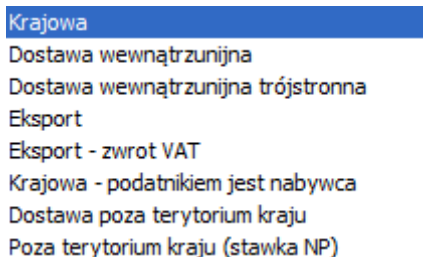 Krajowa
Dostawa wewnątrzunijna
Dostawa wewnątrzunijna trójstronna
Eksport
Eksport - zwrot VAT
Krajowa - podatnikiem jest nabywca
Dostawa poza terytorium kraju
Poza terytorium kraju (stawka NP)